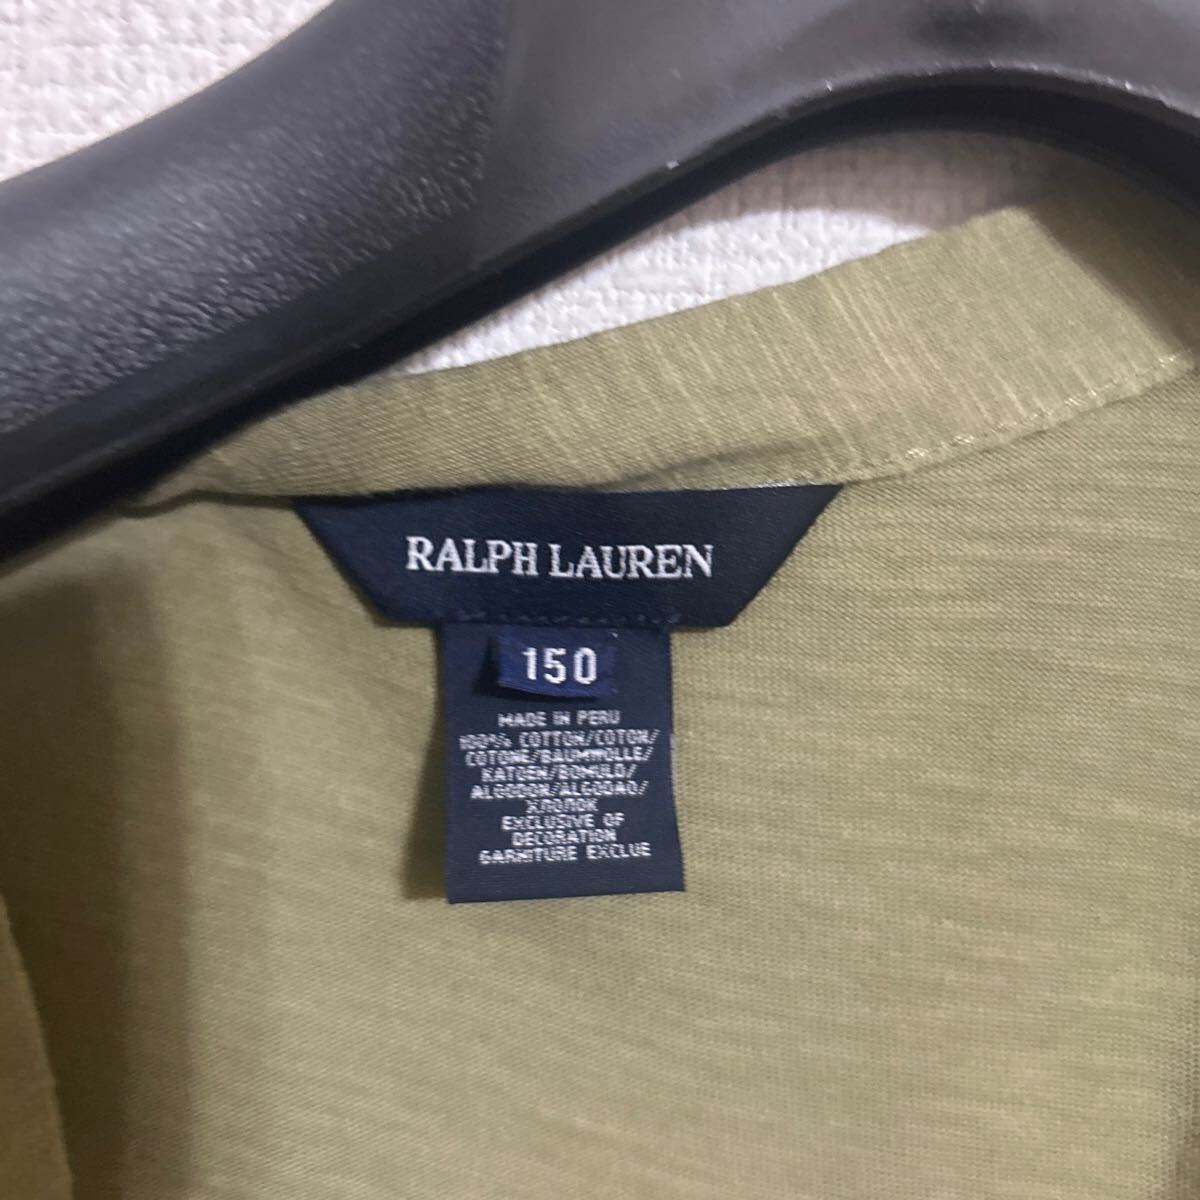 RALPH LAUREN
150
MADE IN PERU
100% COTTON/COTON/
COTONE/BAUMWOLLE/
KATOEN/BOMULD/
ALGODON/ALGODAO/
ХЛОПОК
EXCLUSIVE OF
DECORATION
GARNITURE EXCLUE